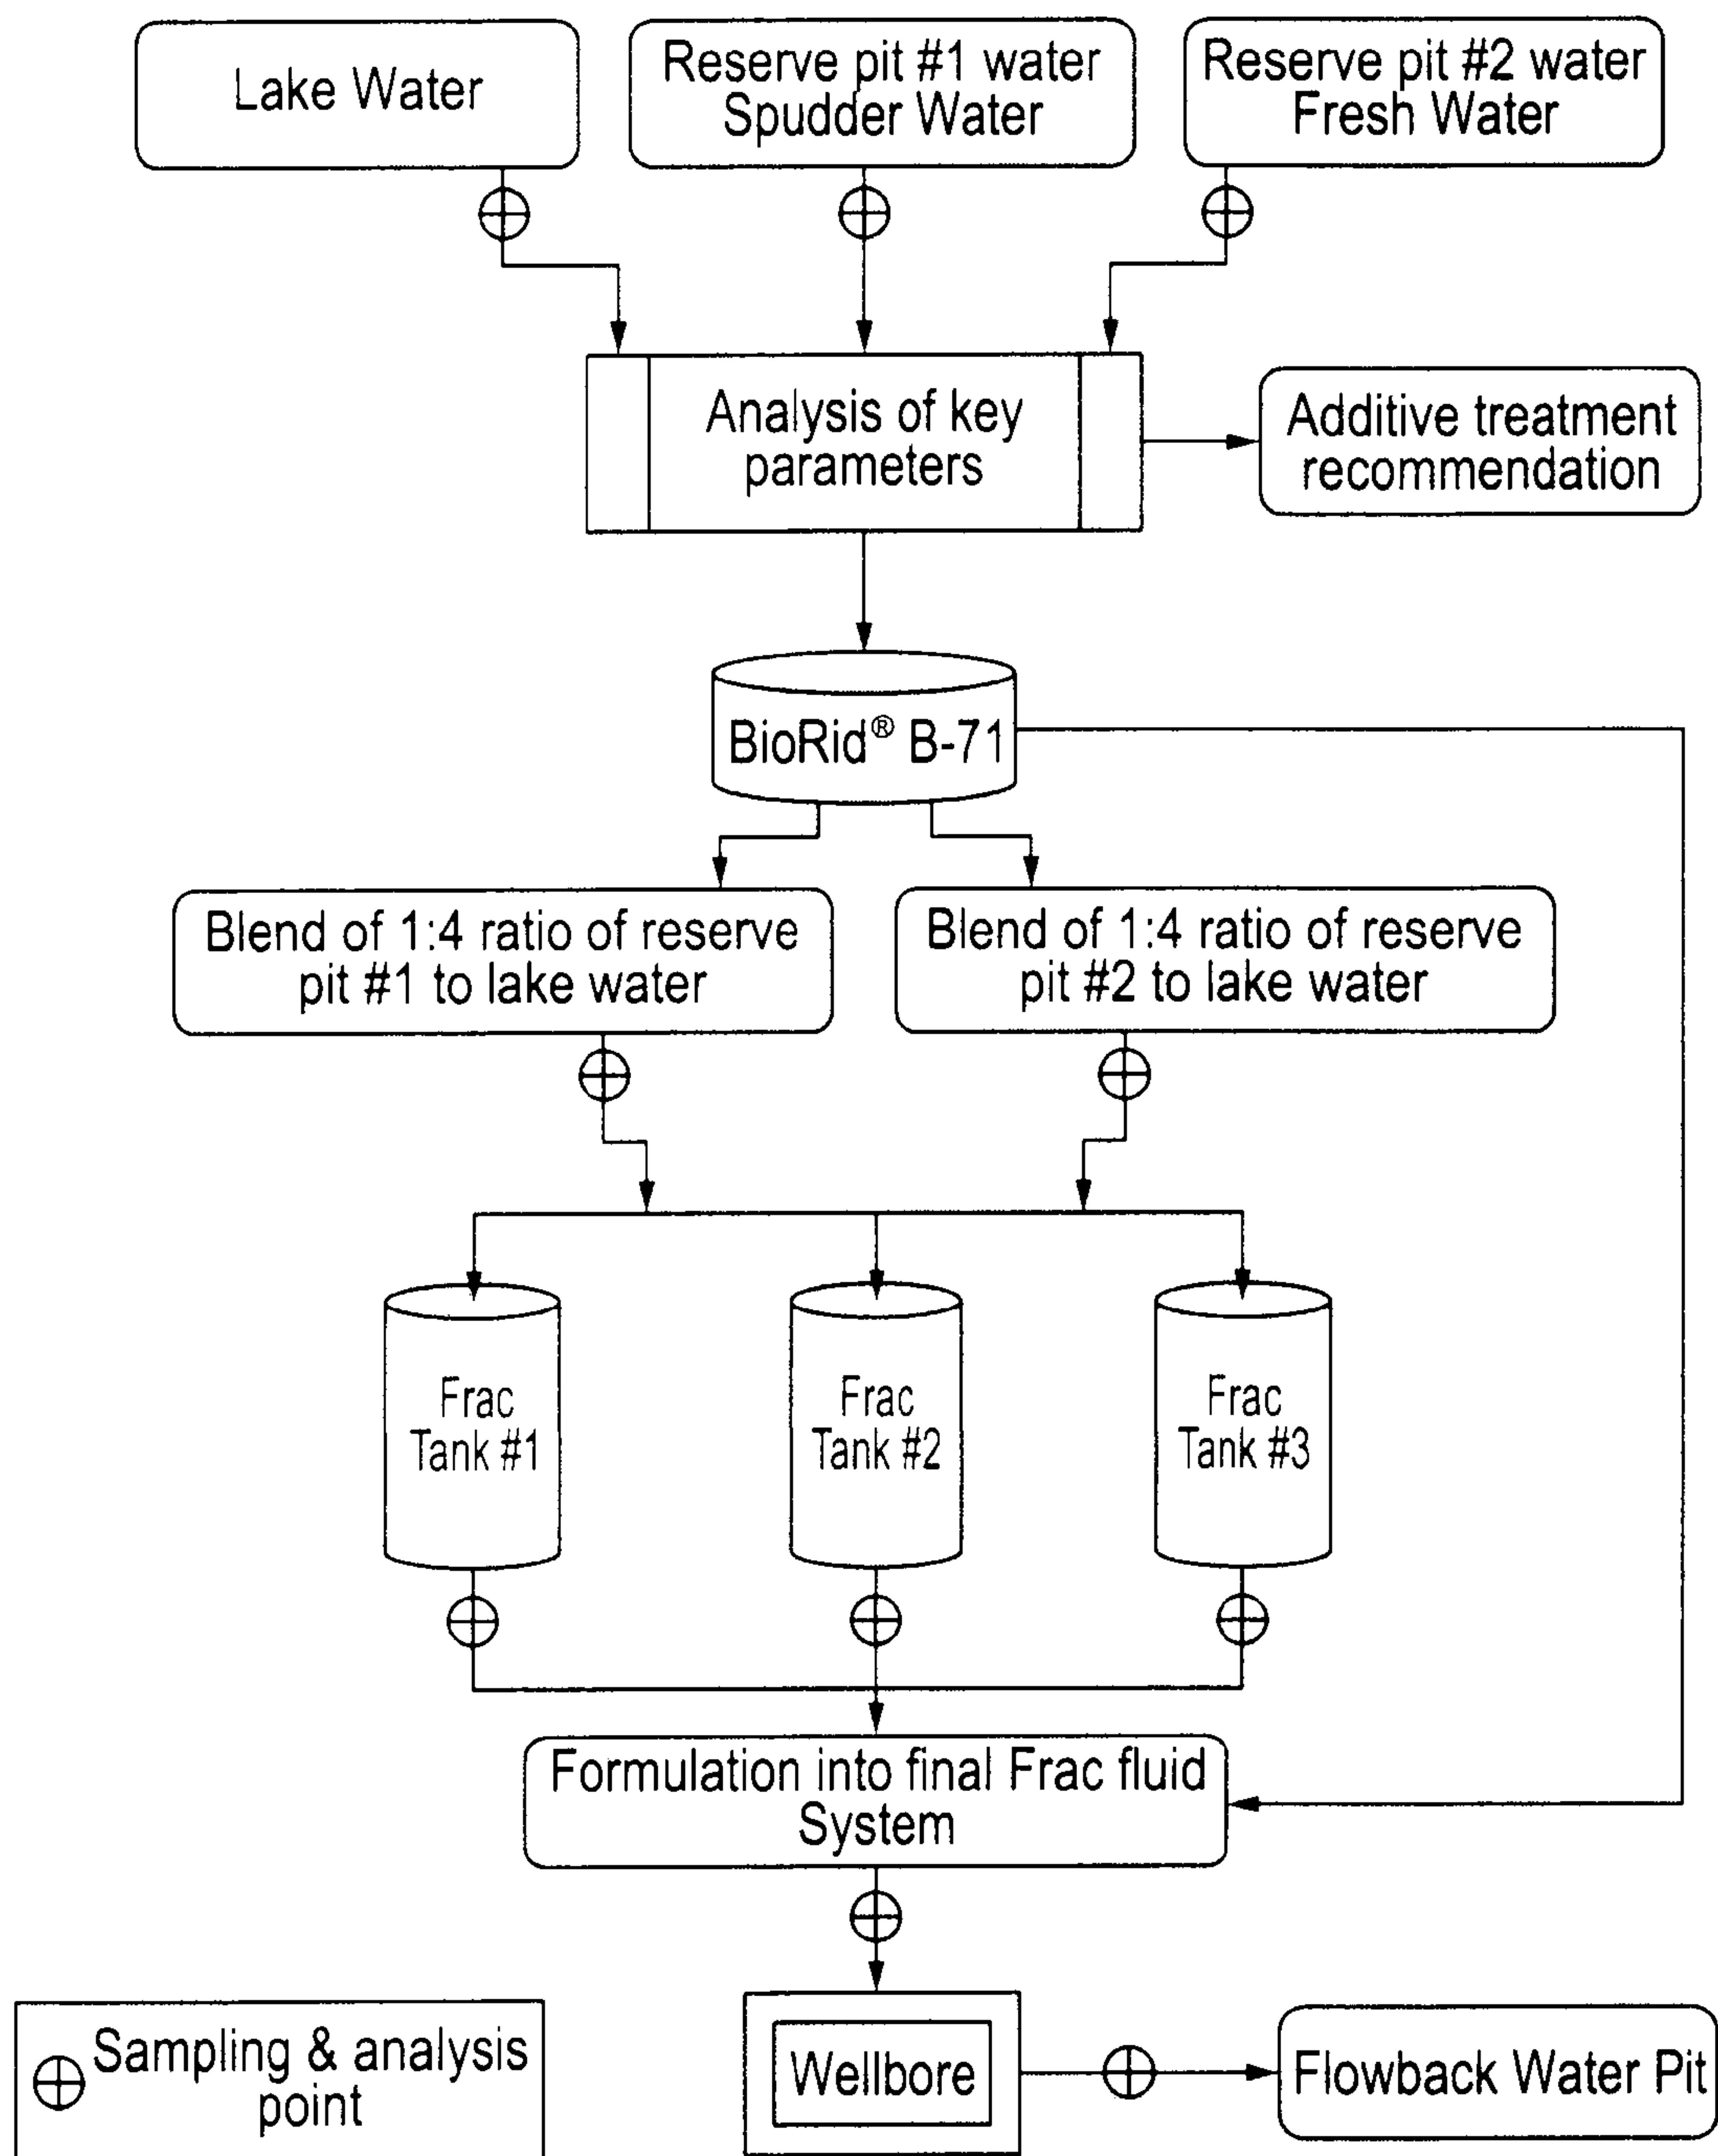 Lake Water
Reserve pit #1 water
Spudder Water
Reserve pit #2 water
Fresh Water
Analysis of key
parameters
Additive treatment
recommendation
BioRid® B-71
Blend of 1:4 ratio of reserve
pit #1 to lake water
Blend of 1:4 ratio of reserve
pit #2 to lake water
Frac
Tank #1
Frac
Tank #2
Frac
Tank #3
Formulation into final Frac fluid
System
Sampling & analysis
point
Wellbore
Flowback Water Pit